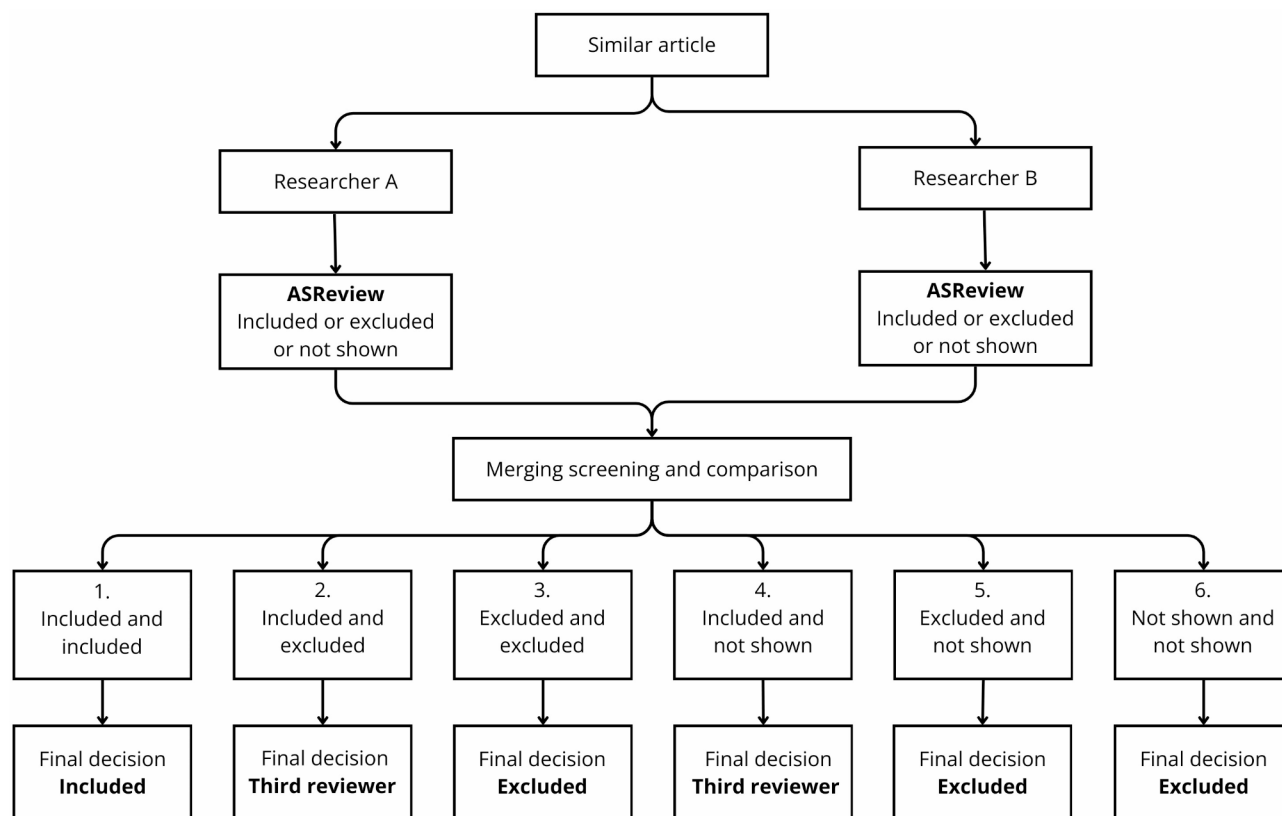 Similar article
Researcher A
Researcher B
ASReview
Included or excluded
or not shown
ASReview
Included or excluded
or not shown
Merging screening and comparison
1.
Included and
included
2.
Included and
excluded
3.
Excluded and
excluded
4.
Included and
not shown
5.
Excluded and
not shown
6.
Not shown and
not shown
Final decision
Included
Final decision
Third reviewer
Final decision
Excluded
Final decision
Third reviewer
Final decision
Excluded
Final decision
Excluded